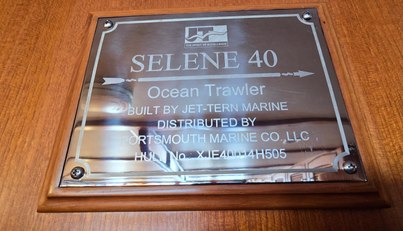 SELENE 40
Ocean Trawler
BUILT BY JET-TERN MARINE
DISTRIBUTED BY
PORTSMOUTH MARINE CO.,LLC
HULL No.